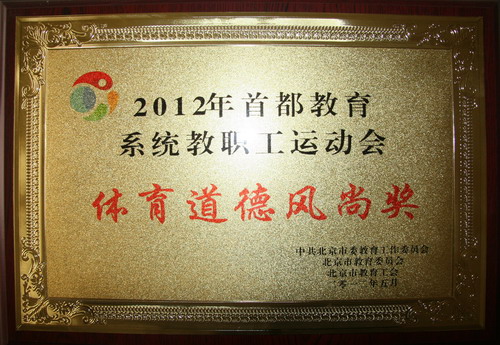 2012年首都教育
系统教职工运动会
体育道德风尚奖
中共北京市委教育工作委员会
北京市教育委员会
北京市教育工会
二零一二年五月